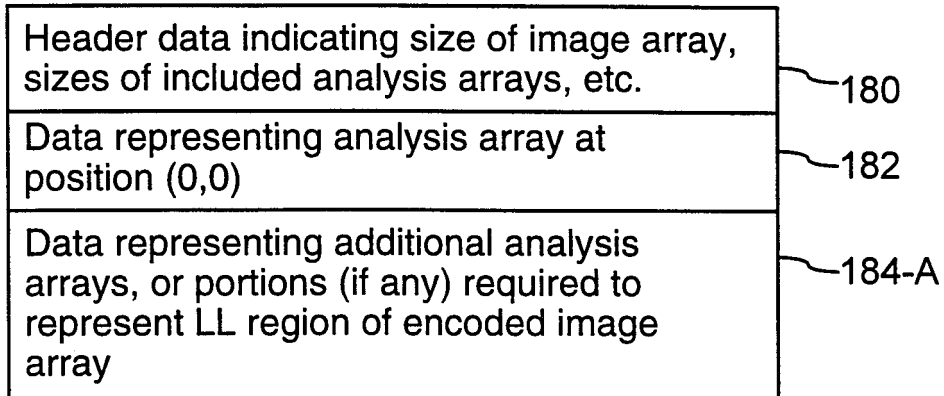 Header data indicating size of image array,
sizes of included analysis arrays, etc.
180
Data representing analysis array at
position (0,0)
182
Data representing additional analysis
arrays, or portions (if any) required to
represent LL region of encoded image
array
184-A